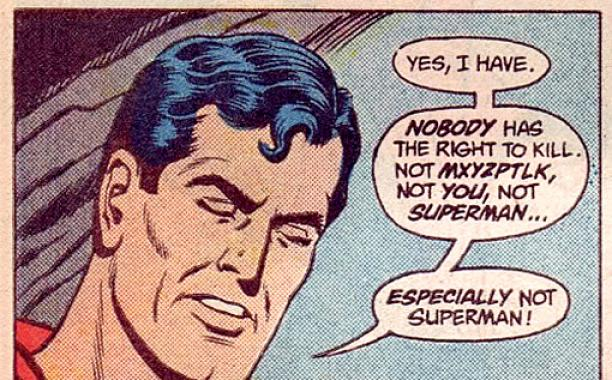 YES, I HAVE.
NOBODY HAS
THE RIGHT TO KILL.
NOT MXYZPTLK,
NOT YOU, NOT
SUPERMAN...
ESPECIALLY NOT
SUPERMAN!